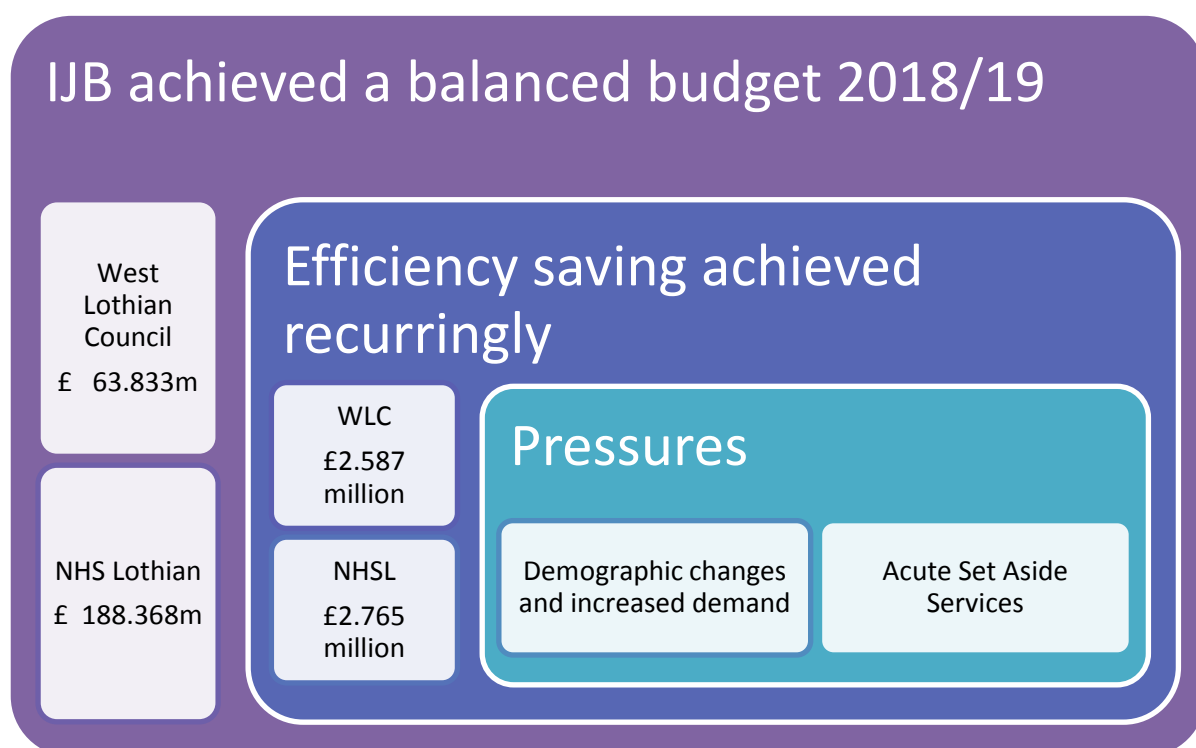 IJB achieved a balanced budget 2018/19
West
Lothian
Council
£ 63.833m
NHS Lothian
£ 188.368m
Efficiency saving achieved
recurringly
WLC
£2.587
million
NHSL
£2.765
million
Pressures
Demographic changes
and increased demand
Acute Set Aside
Services